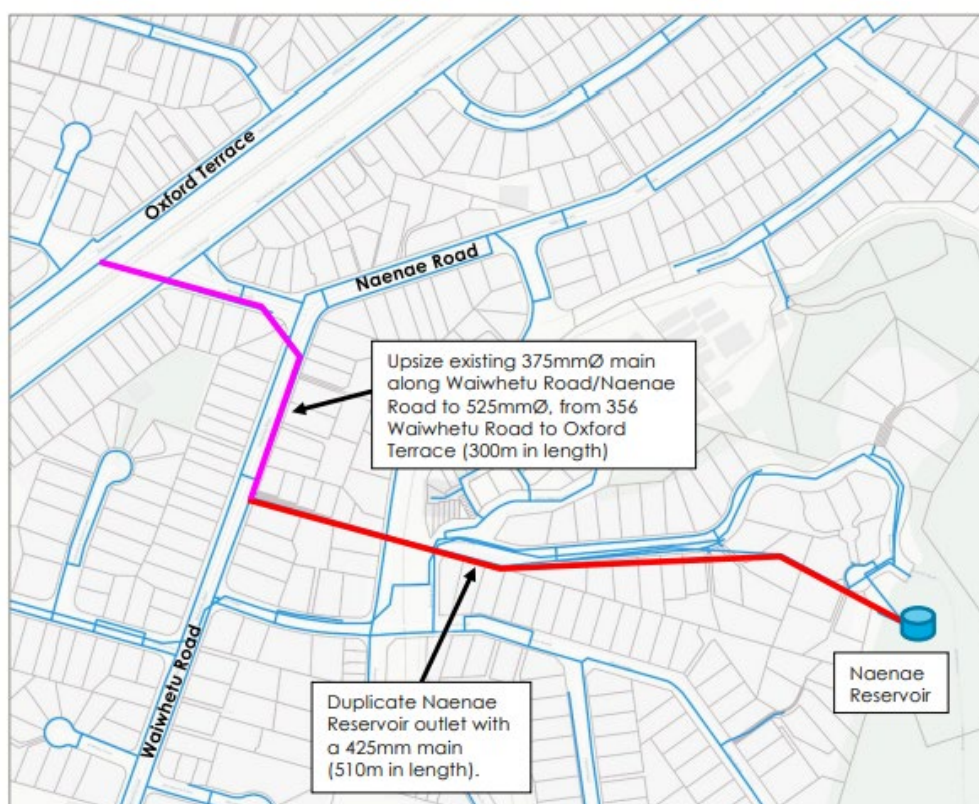 Oxford Terrace
Naenae Road
Upsize existing 375mmØ main
along Waiwhetu Road/Naenae
Road to 525mmØ, from 356
Waiwhetu Road to Oxford
Terrace (300m in length)
Waiwhetu Road
Duplicate Naenae
Reservoir outlet with
a 425mm main
(510m in length).
Naenae
Reservoir